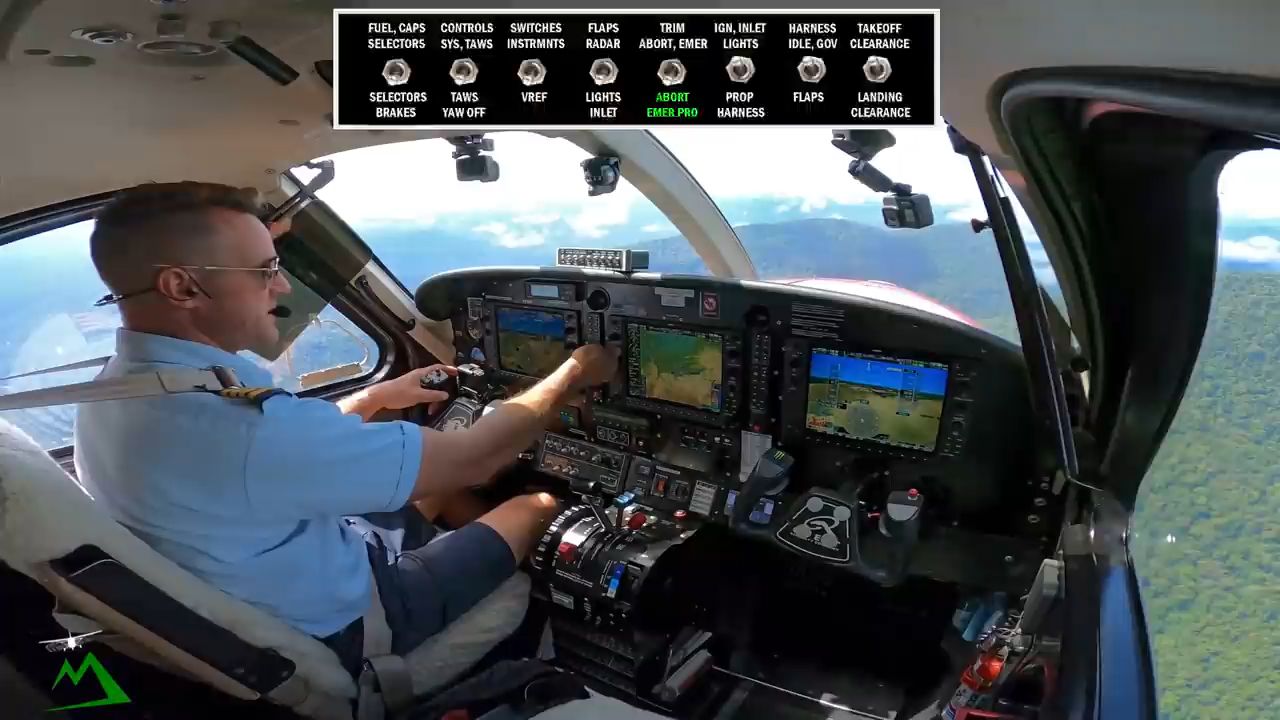 FUEL, CAPS
SELECTORS
CONTROLS
SYS, TAWS
SWITCHES
INSTRMNTS
FLAPS
RADAR
TRIM
ABORT, EMER
IGN, INLET
LIGHTS
HARNESS
IDLE, GOV
TAKEOFF
CLEARANCE
SELECTORS
BRAKES
TAWS
YAW OFF
VREF
LIGHTS
INLET
ABORT
EMER PRO
PROP
HARNESS
FLAPS
LANDING
CLEARANCE